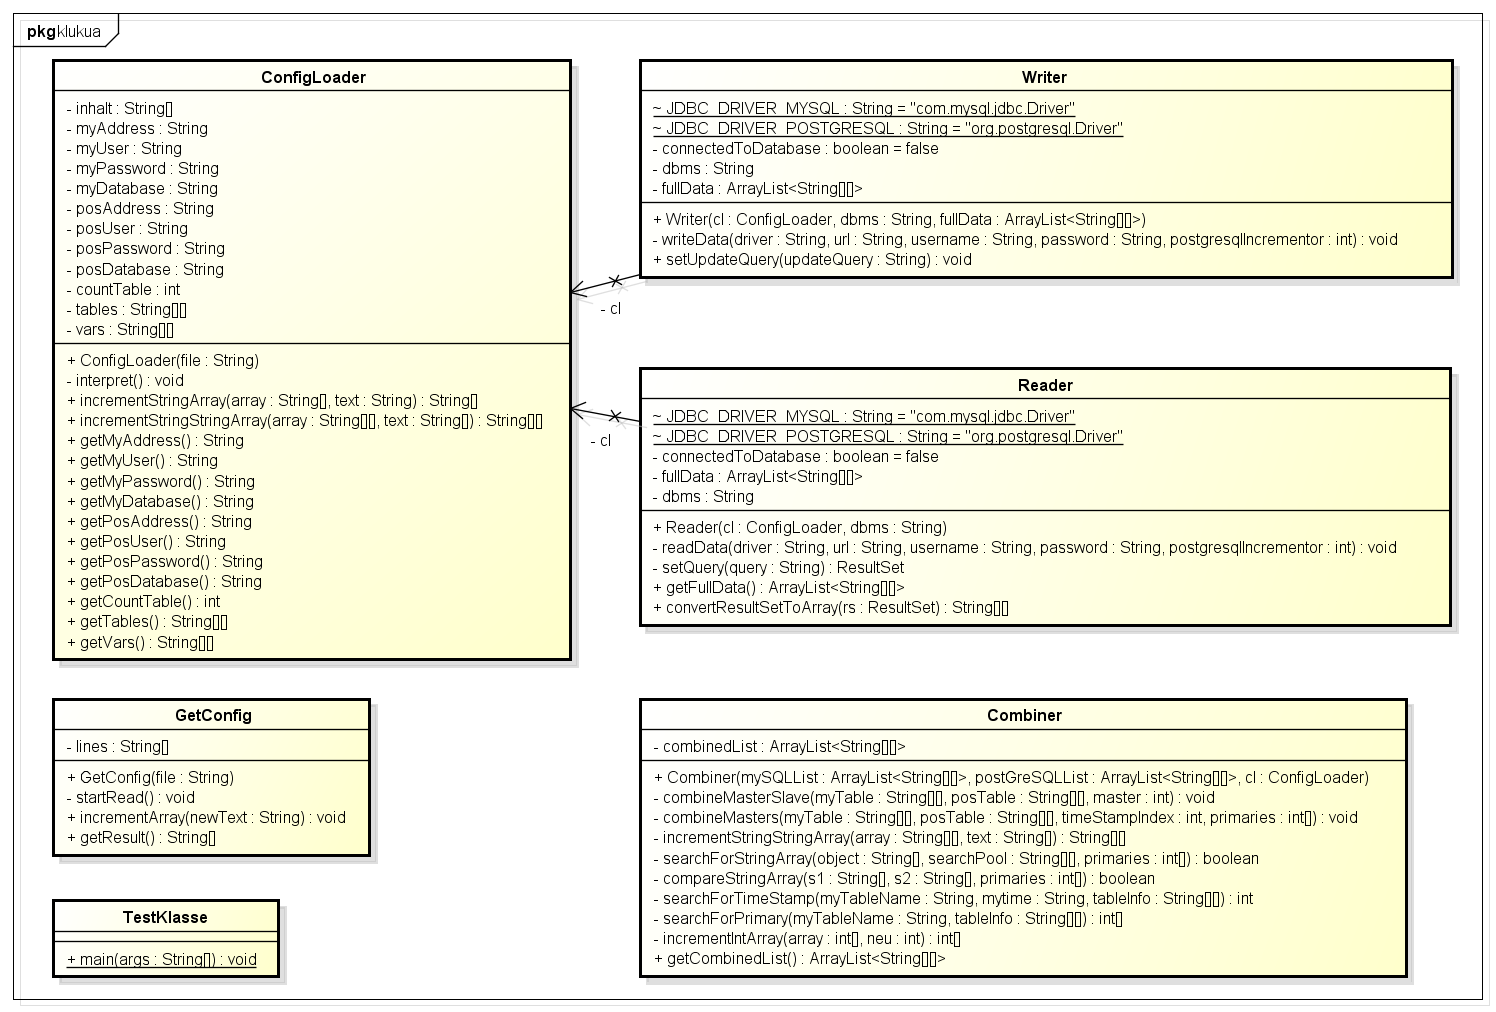 pkg klukua
ConfigLoader
- inhalt : String[]
- myAddress : String
- myUser : String
- myPassword : String
- myDatabase : String
- posAddress : String
- posUser : String
- posPassword : String
- posDatabase : String
- countTable : int
- tables : String[][]
- vars : String[][]
+ ConfigLoader(file : String)
- interpret() : void
+ incrementStringArray(array : String[], text : String) : String[]
+ incrementStringStringArray(array : String[][], text : String[]) : String[][]
+ getMyAddress() : String
+ getMyUser() : String
+ getMyPassword() : String
+ getMyDatabase() : String
+ getPosAddress() : String
+ getPosUser() : String
+ getPosPassword() : String
+ getPosDatabase() : String
+ getCountTable() : int
+ getTables() : String[][]
+ getVars() : String[][]
Writer
~ JDBC_DRIVER_MYSQL : String = "com.mysql.jdbc.Driver"
~ JDBC_DRIVER_POSTGRESQL : String = "org.postgresql.Driver"
- connectedToDatabase : boolean = false
- dbms : String
- fullData : ArrayList<String[][]>
+ Writer(cl : ConfigLoader, dbms : String, fullData : ArrayList<String[][]>)
- writeData(driver : String, url : String, username : String, password : String, postgresqlIncrementor : int) : void
+ setUpdateQuery(updateQuery : String) : void
- cl
Reader
~ JDBC_DRIVER_MYSQL : String = "com.mysql.jdbc.Driver"
~ JDBC_DRIVER_POSTGRESQL : String = "org.postgresql.Driver"
- connectedToDatabase : boolean = false
- fullData : ArrayList<String[][]>
- dbms : String
+ Reader(cl : ConfigLoader, dbms : String)
- readData(driver : String, url : String, username : String, password : String, postgresqlIncrementor : int) : void
- setQuery(query : String) : ResultSet
+ getFullData() : ArrayList<String[][]>
+ convertResultSetToArray(rs : ResultSet) : String[][]
- cl
GetConfig
- lines : String[]
+ GetConfig(file : String)
- startRead() : void
+ incrementArray(newText : String) : void
+ getResult() : String[]
TestKlasse
+ main(args : String[]) : void
Combiner
- combinedList : ArrayList<String[][]>
+ Combiner(mySQLList : ArrayList<String[][]>, postGreSQLList : ArrayList<String[][]>, cl : ConfigLoader)
- combineMasterSlave(myTable : String[][], posTable : String[][], master : int) : void
- combineMasters(myTable : String[][], posTable : String[][], timeStampIndex : int, primaries : int[]) : void
- incrementStringStringArray(array : String[][], text : String[]) : String[][]
- searchForStringArray(object : String[], searchPool : String[][], primaries : int[]) : boolean
- compareStringArray(s1 : String[], s2 : String[], primaries : int[]) : boolean
- searchForTimeStamp(myTableName : String, mytime : String, tableInfo : String[][]) : int
- searchForPrimary(myTableName : String, tableInfo : String[][]) : int[]
- incrementIntArray(array : int[], neu : int) : int[]
+ getCombinedList() : ArrayList<String[][]>